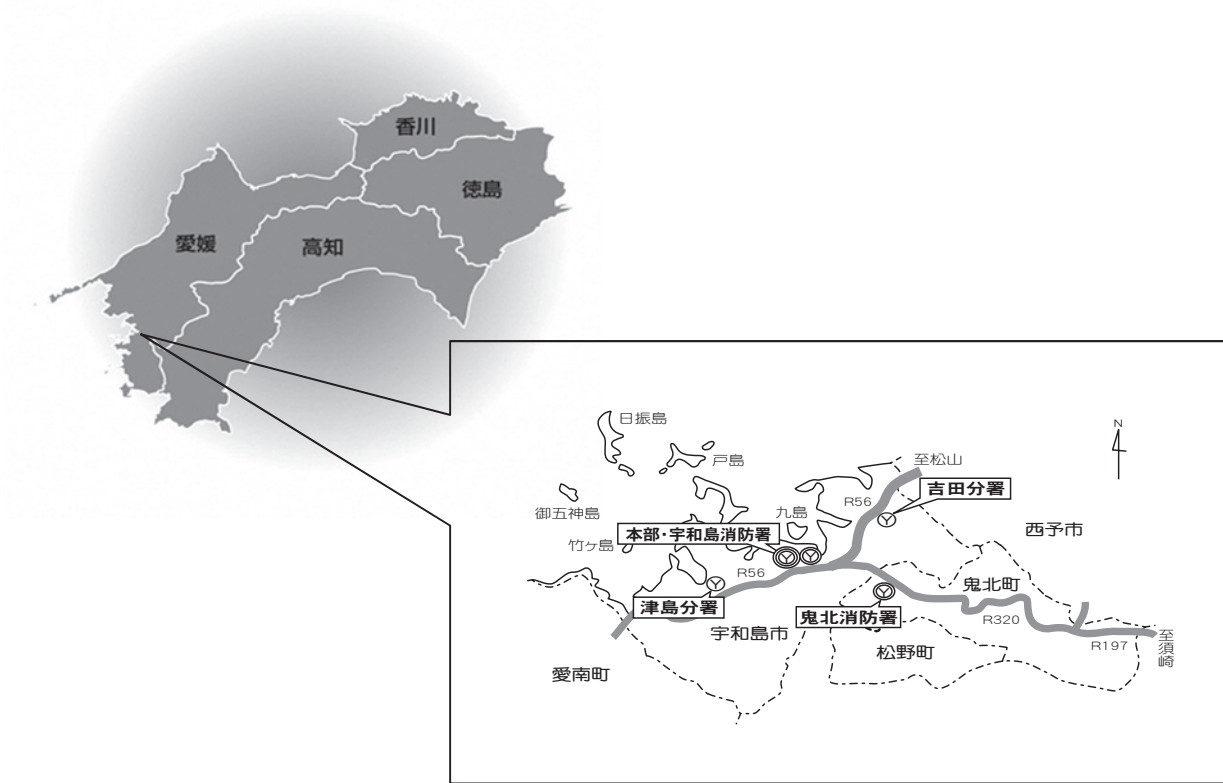 香川
徳島
愛媛
高知
日振島
戸島
N
至松山
吉田分署
R56
御五神島
九島
本部・宇和島消防署
西予市
竹ヶ島
R56
鬼北町
津島分署
鬼北消防署
宇和島市
R320
松野町
R197
至須崎
愛南町